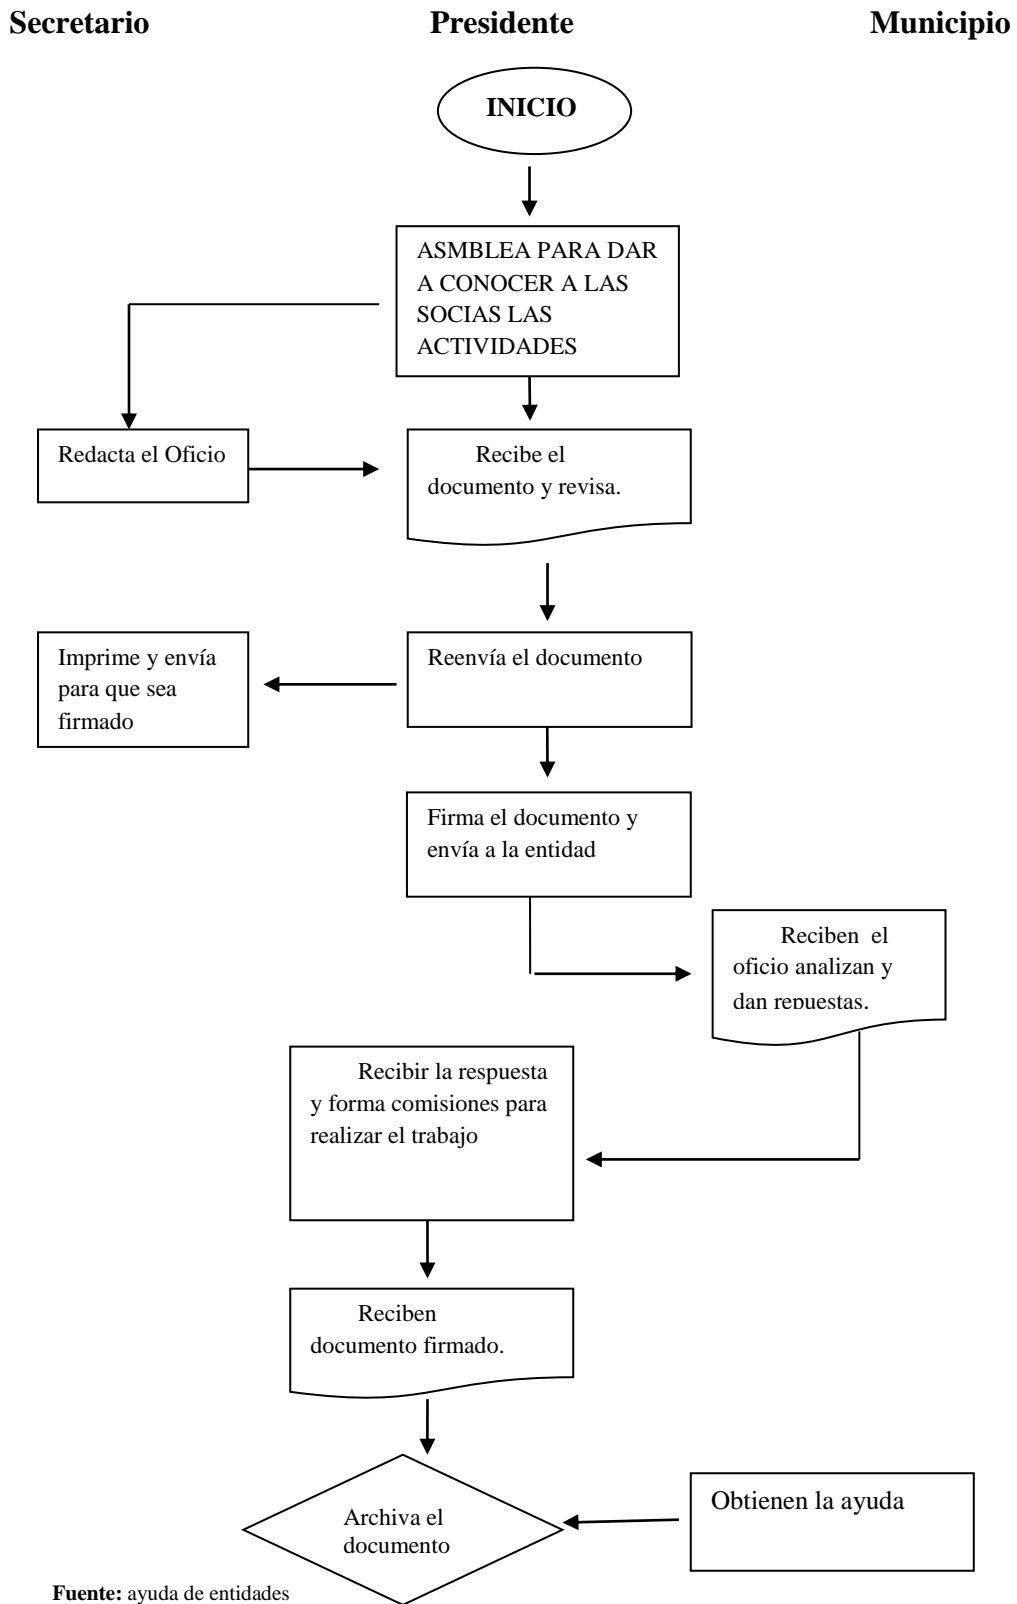 Secretario Presidente Municipio
INICIO
ASMBLEA PARA DAR
A CONOCER A LAS
SOCIAS LAS
ACTIVIDADES
Redacta el Oficio
Recibe el
documento y revisa.
Imprime y envía
para que sea
firmado
Reenvía el documento
Firma el documento y
envía a la entidad
Reciben el
oficio analizan y
dan repuestas.
Recibir la respuesta
y forma comisiones para
realizar el trabajo
Reciben
documento firmado.
Archiva el
documento
Obtienen la ayuda
Fuente: ayuda de entidades